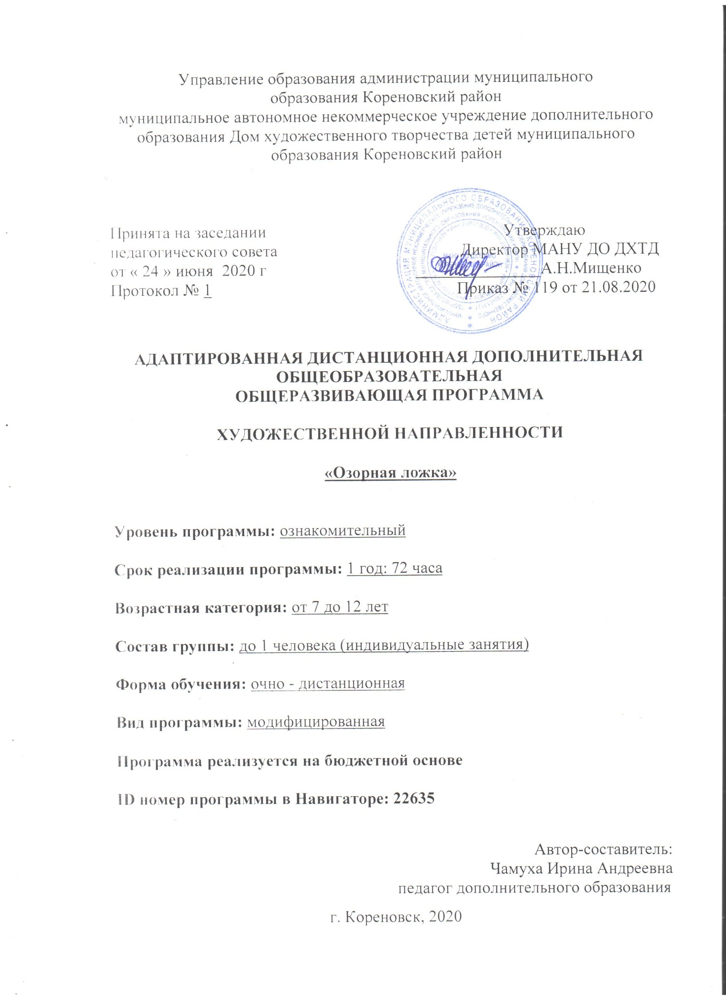 Управление образования администрации муниципального
образования Кореновский район
муниципальное автономное некоммерческое учреждение дополнительного
образования Дом художественного творчества детей муниципального
образования Кореновский район
АДМИНИСТРАЦИЯ МУНИЦИПАЛЬНОГО ОБРАЗОВАНИЯ КОРЕНОВСКИЙ РАЙОН
Принята на заседании
педагогического совета
от « 24 » июня 2020 г
Протокол № 1
Утверждаю
Директор МАНУ ДО ДХТД
А.Н.Мищенко
Приказ № 119 от 21.08.2020
АДАПТИРОВАННАЯ ДИСТАНЦИОННАЯ ДОПОЛНИТЕЛЬНАЯ
ОБЩЕОБРАЗОВАТЕЛЬНАЯ
ОБЩЕРАЗВИВАЮЩАЯ ПРОГРАММА
ХУДОЖЕСТВЕННОЙ НАПРАВЛЕННОСТИ
«Озорная ложка»
Уровень программы: ознакомительный
Срок реализации программы: 1 год: 72 часа
Возрастная категория: от 7 до 12 лет
Состав группы: до 1 человека (индивидуальные занятия)
Форма обучения: очно - дистанционная
Вид программы: модифицированная
Программа реализуется на бюджетной основе
ID номер программы в Навигаторе: 22635
Автор-составитель:
Чамуха Ирина Андреевна
педагог дополнительного образования
г. Кореновск, 2020